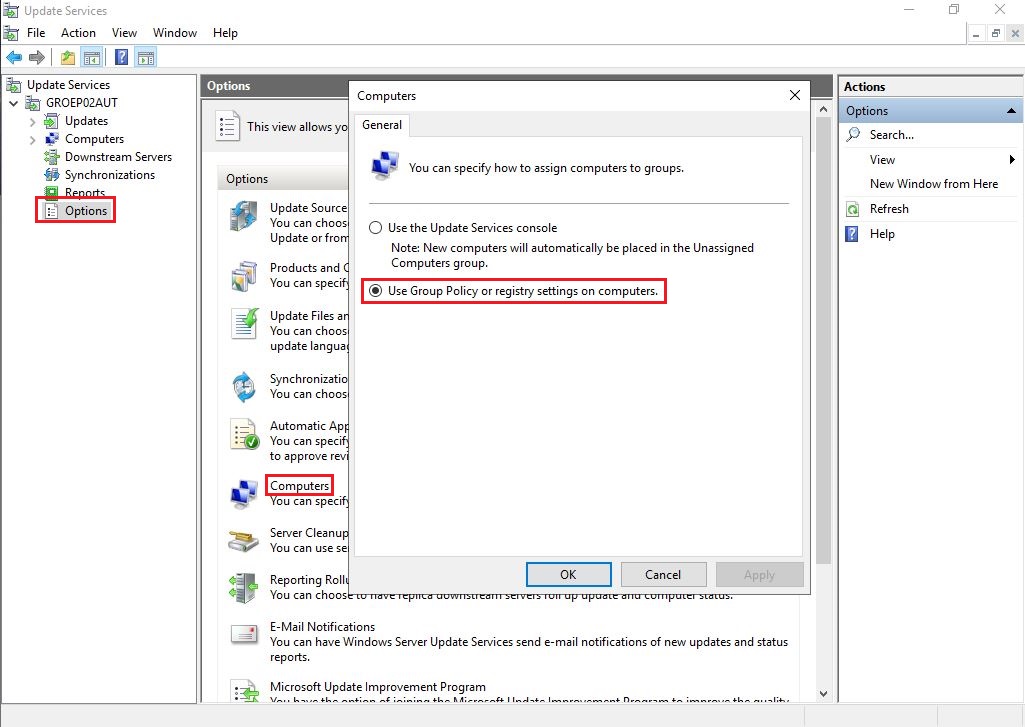 Update Services
File Action View Window Help
Update Services
GROEP02AUT
Updates
Computers
Downstream Servers
Synchronizations
Reports
Options
Options
This view allows yo
Options
Update Source
You can choos
Update or from
Products and
You can specify
Update Files an
You can choos
update languag
Synchronizatio
You can choos
Automatic App
You can specify
to approve revi
Computers
You can specify
Server Cleanup
You can use se
Reporting Rollu
You can choose to have replica downstream servers roll up update and computer status.
E-Mail Notifications
You can have Windows Server Update Services send e-mail notifications of new updates and status
reports.
Microsoft Update Improvement Program
You have the option of joining the Microsoft Update Improvement Program to improve the quality
Computers
General
You can specify how to assign computers to groups.
Use the Update Services console
Note: New computers will automatically be placed in the Unassigned
Computers group.
Use Group Policy or registry settings on computers.
OK Cancel Apply
Actions
Options
Search...
View
New Window from Here
Refresh
Help